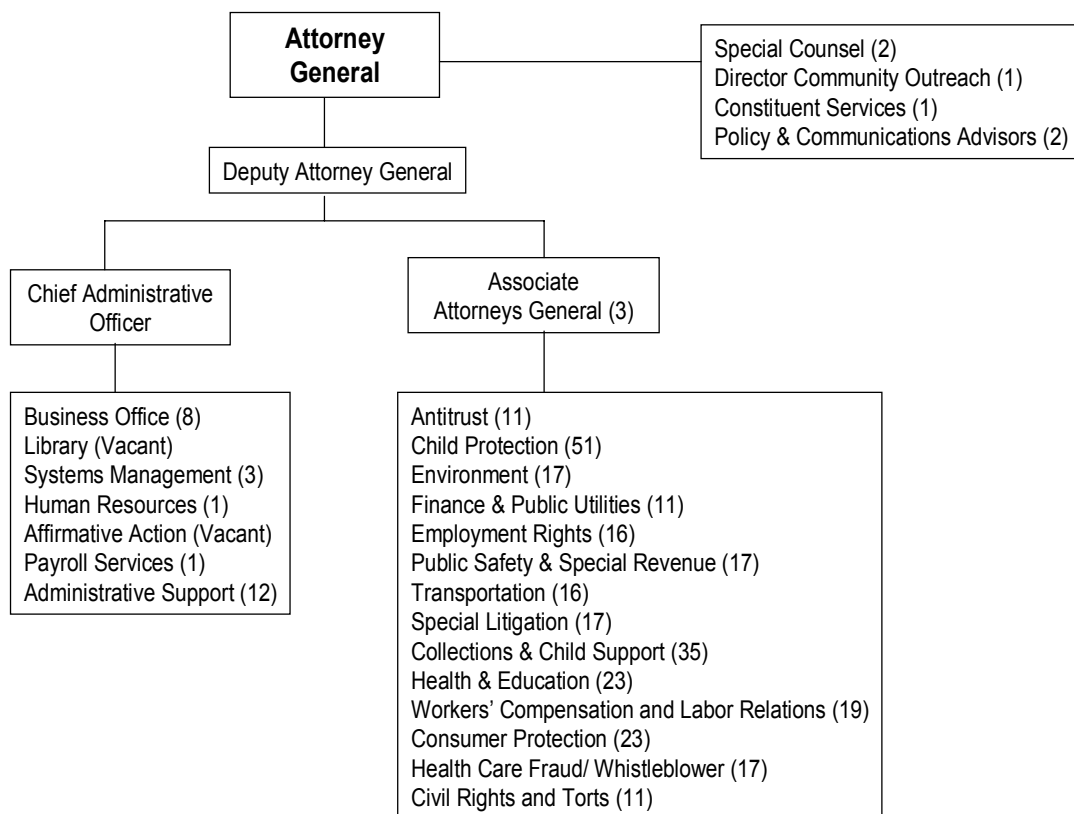 Attorney
General
Special Counsel (2)
Director Community Outreach (1)
Constituent Services (1)
Policy & Communications Advisors (2)
Deputy Attorney General
Chief Administrative
Officer
Associate
Attorneys General (3)
Business Office (8)
Library (Vacant)
Systems Management (3)
Human Resources (1)
Affirmative Action (Vacant)
Payroll Services (1)
Administrative Support (12)
Antitrust (11)
Child Protection (51)
Environment (17)
Finance & Public Utilities (11)
Employment Rights (16)
Public Safety & Special Revenue (17)
Transportation (16)
Special Litigation (17)
Collections & Child Support (35)
Health & Education (23)
Workers’ Compensation and Labor Relations (19)
Consumer Protection (23)
Health Care Fraud/ Whistleblower (17)
Civil Rights and Torts (11)